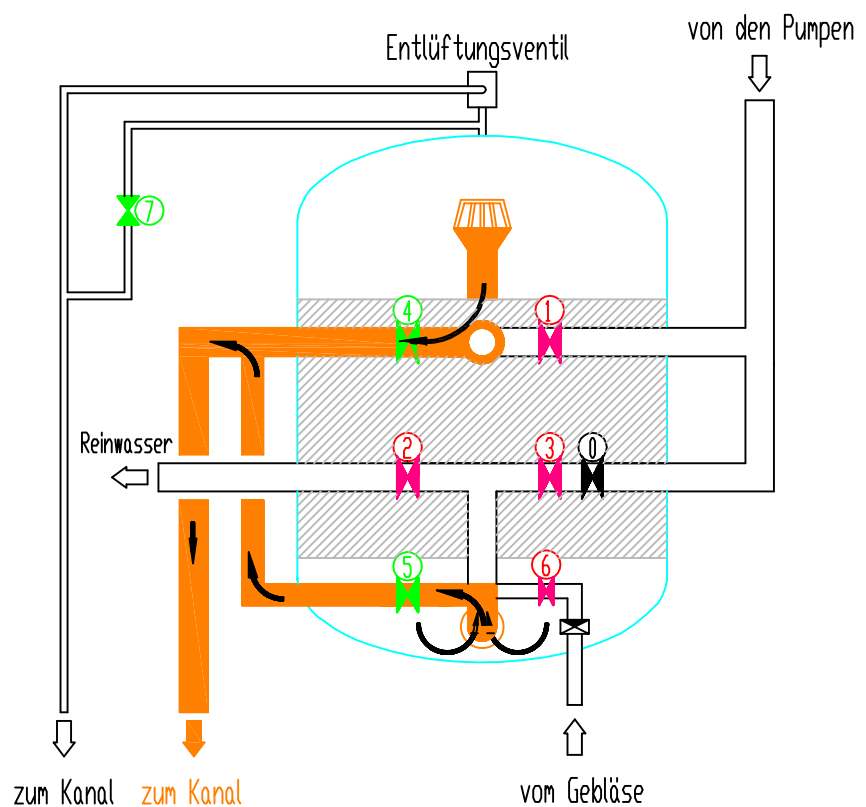 von den Pumpen
Entlüftungsventil
7
4
1
Reinwasser
2
3
0
5
6
zum Kanal
zum Kanal
vom Gebläse